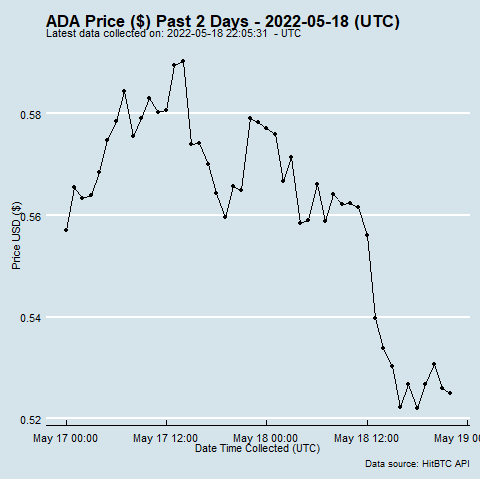 ADA Price ($) Past 2 Days - 2022-05-18 (UTC)
Latest data collected on: 2022-05-18 22:05:31  - UTC
0.58
0.56
0.54
0.52
Price USD ($)
May 17 00:00
May 17 12:00
May 18 00:00
May 18 12:00
May 19 0
Date Time Collected (UTC)
Data source: HitBTC API